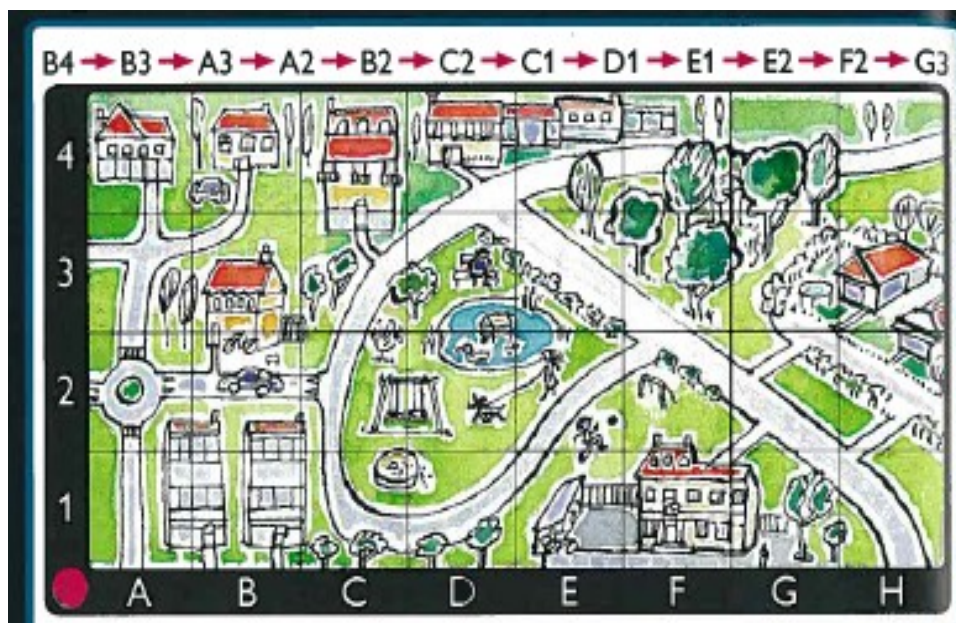 B4 → B3 → A3 → A2 → B2 → C2 → C1 → D1 → E1 → E2 → F2 → G3
4
3
2
1
A B C D E F G H